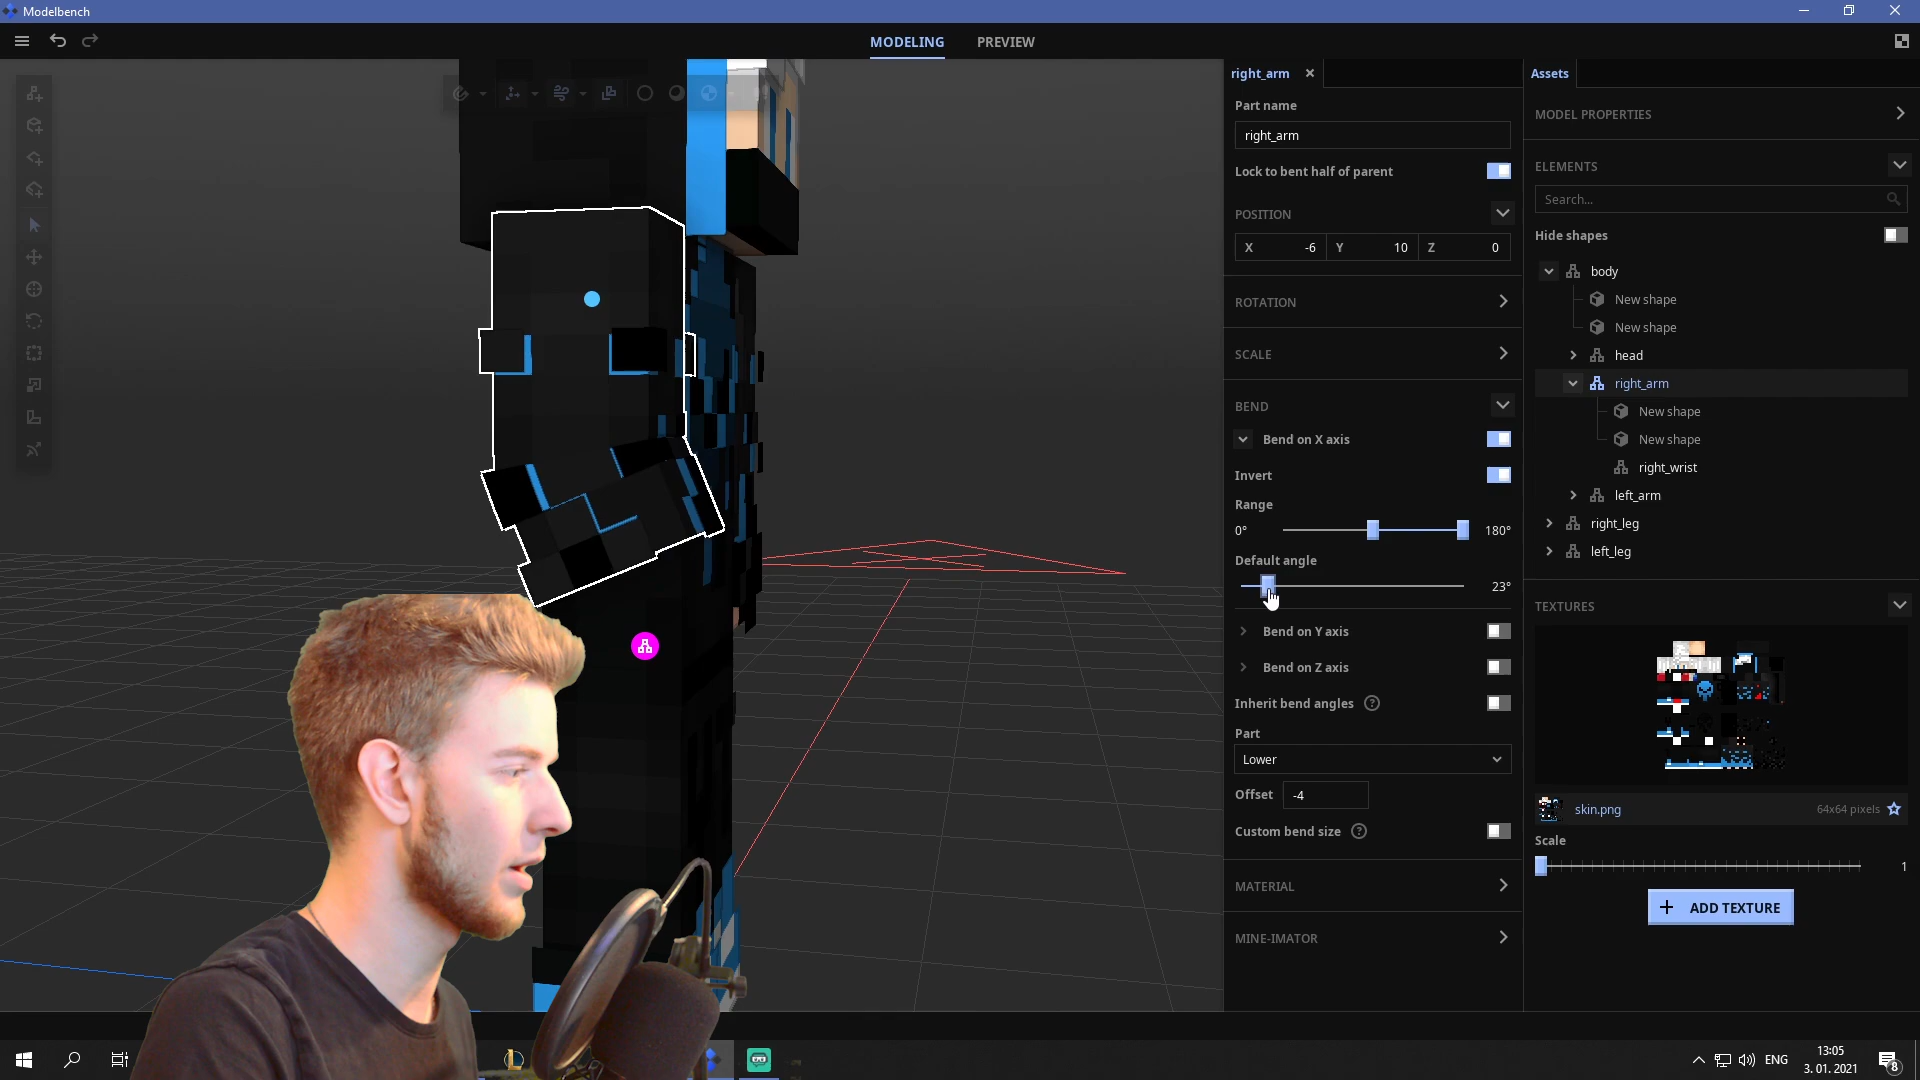 Modelbench
MODELING
PREVIEW
right_arm
Part name
right_arm
Lock to bent half of parent
POSITION
X -6 Y 10 Z 0
ROTATION
SCALE
BEND
Bend on X axis
Invert
Range
0° 180°
Default angle
23°
Bend on Y axis
Bend on Z axis
Inherit bend angles ?
Part
Lower
Offset -4
Custom bend size ?
MATERIAL
MINE-IMATOR
Assets
MODEL PROPERTIES
ELEMENTS
Search...
Hide shapes
body
New shape
New shape
head
right_arm
New shape
New shape
right_wrist
left_arm
right_leg
left_leg
TEXTURES
skin.png 64x64 pixels
Scale
1
+ ADD TEXTURE
ENG
13:05
3. 01. 2021
8